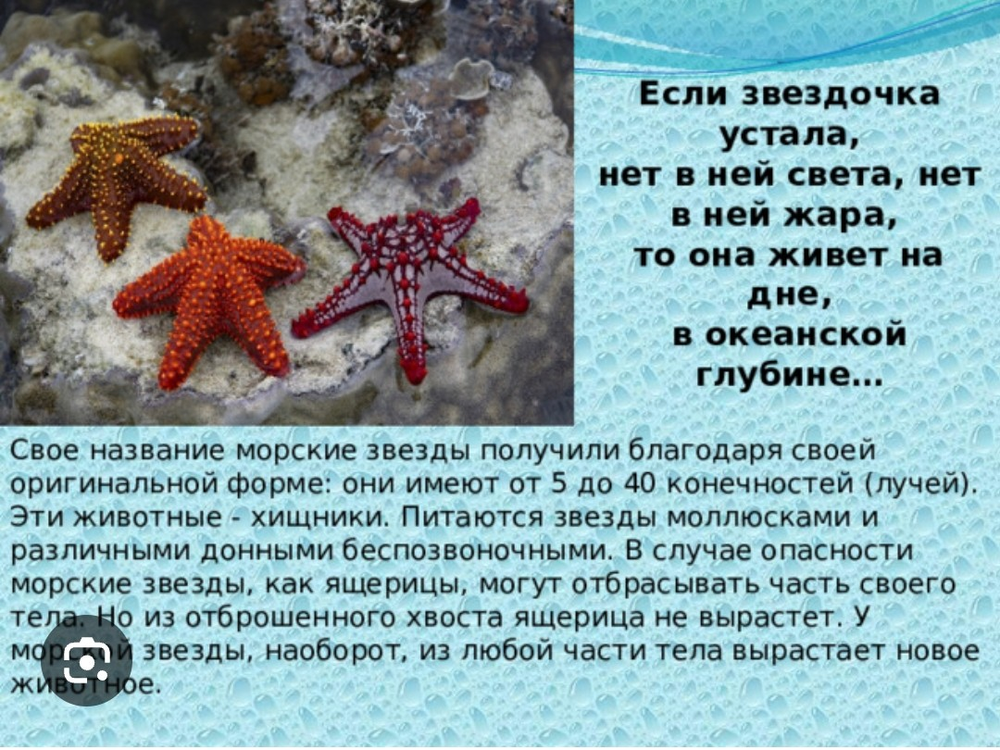 Если звездочка
устала,
нет в ней света, нет
в ней жара,
то она живет на
дне,
в океанской
глубине...
Свое название морские звезды получили благодаря своей
оригинальной форме: они имеют от 5 до 40 конечностей (лучей).
Эти животные - хищники. Питаются звезды моллюсками и
различными донными беспозвоночными. В случае опасности
морские звезды, как ящерицы, могут отбрасывать часть своего
тела. Но из отброшенного хвоста ящерица не вырастет. У
морской звезды, наоборот, из любой части тела вырастает новое
животное.